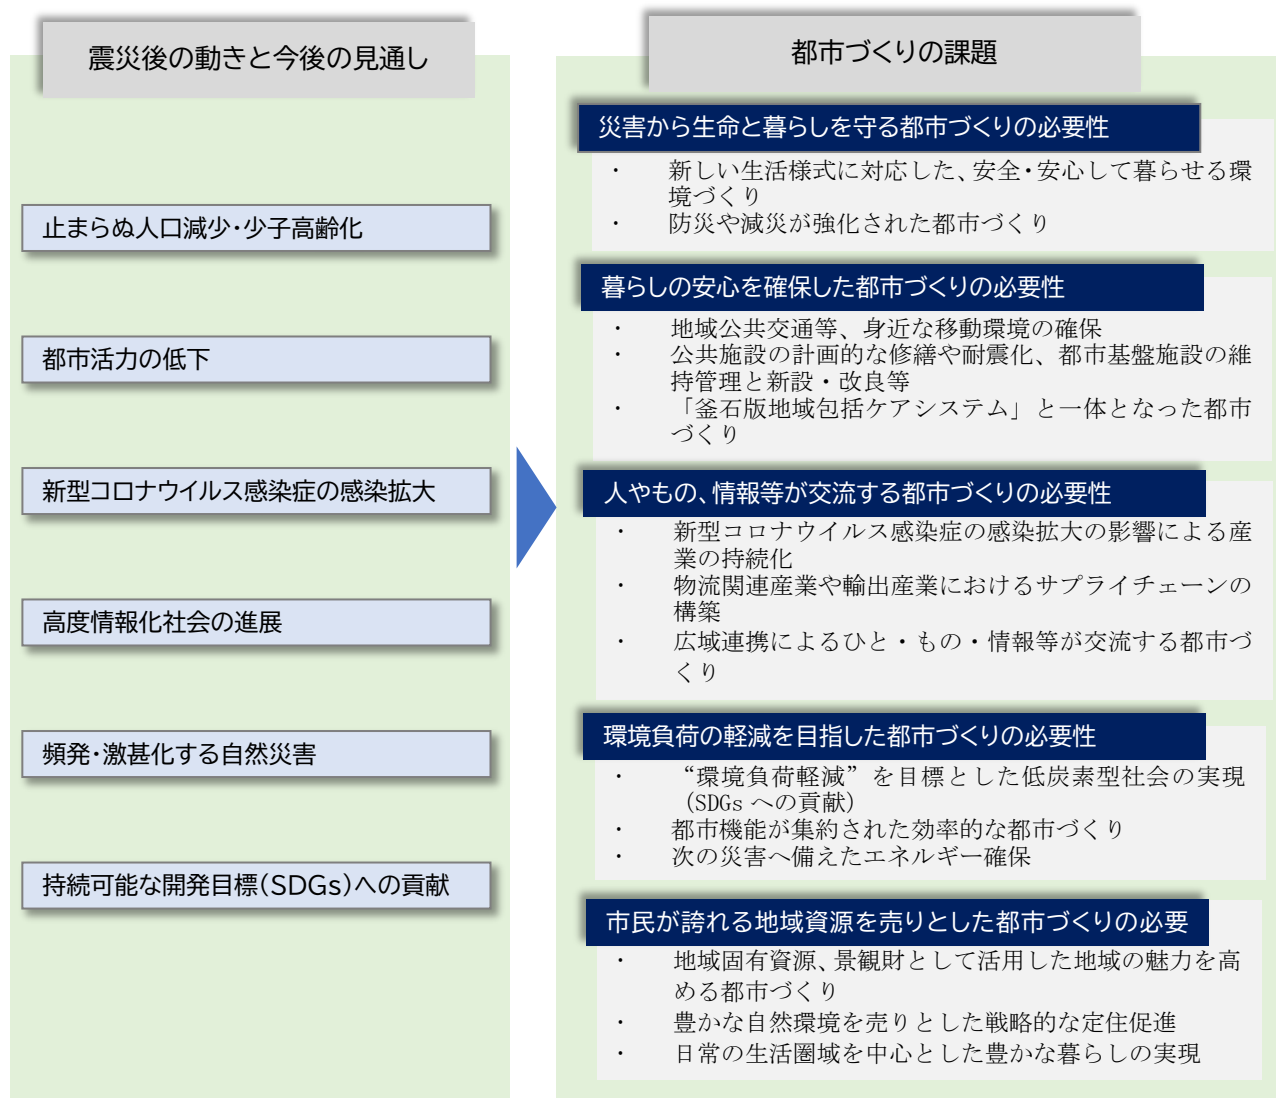 震災後の動きと今後の見通し
止まらぬ人口減少・少子高齢化
都市活力の低下
新型コロナウイルス感染症の感染拡大
高度情報化社会の進展
頻発・激甚化する自然災害
持続可能な開発目標(SDGs)への貢献
都市づくりの課題
災害から生命と暮らしを守る都市づくりの必要性
・ 新しい生活様式に対応した、安全・安心して暮らせる環
境づくり
・ 防災や減災が強化された都市づくり
暮らしの安心を確保した都市づくりの必要性
・ 地域公共交通等、身近な移動環境の確保
・ 公共施設の計画的な修繕や耐震化、都市基盤施設の維
持管理と新設・改良等
・ 「釜石版地域包括ケアシステム」と一体となった都市
づくり
人やもの、情報等が交流する都市づくりの必要性
・ 新型コロナウイルス感染症の感染拡大の影響による産
業の持続化
・ 物流関連産業や輸出産業におけるサプライチェーンの
構築
・ 広域連携によるひと・もの・情報等が交流する都市づ
くり
環境負荷の軽減を目指した都市づくりの必要性
・ “環境負荷軽減”を目標とした低炭素型社会の実現
(SDGs への貢献)
・ 都市機能が集約された効率的な都市づくり
・ 次の災害へ備えたエネルギー確保
市民が誇れる地域資源を売りとした都市づくりの必要
・ 地域固有資源、景観財として活用した地域の魅力を高
める都市づくり
・ 豊かな自然環境を売りとした戦略的な定住促進
・ 日常の生活圏域を中心とした豊かな暮らしの実現